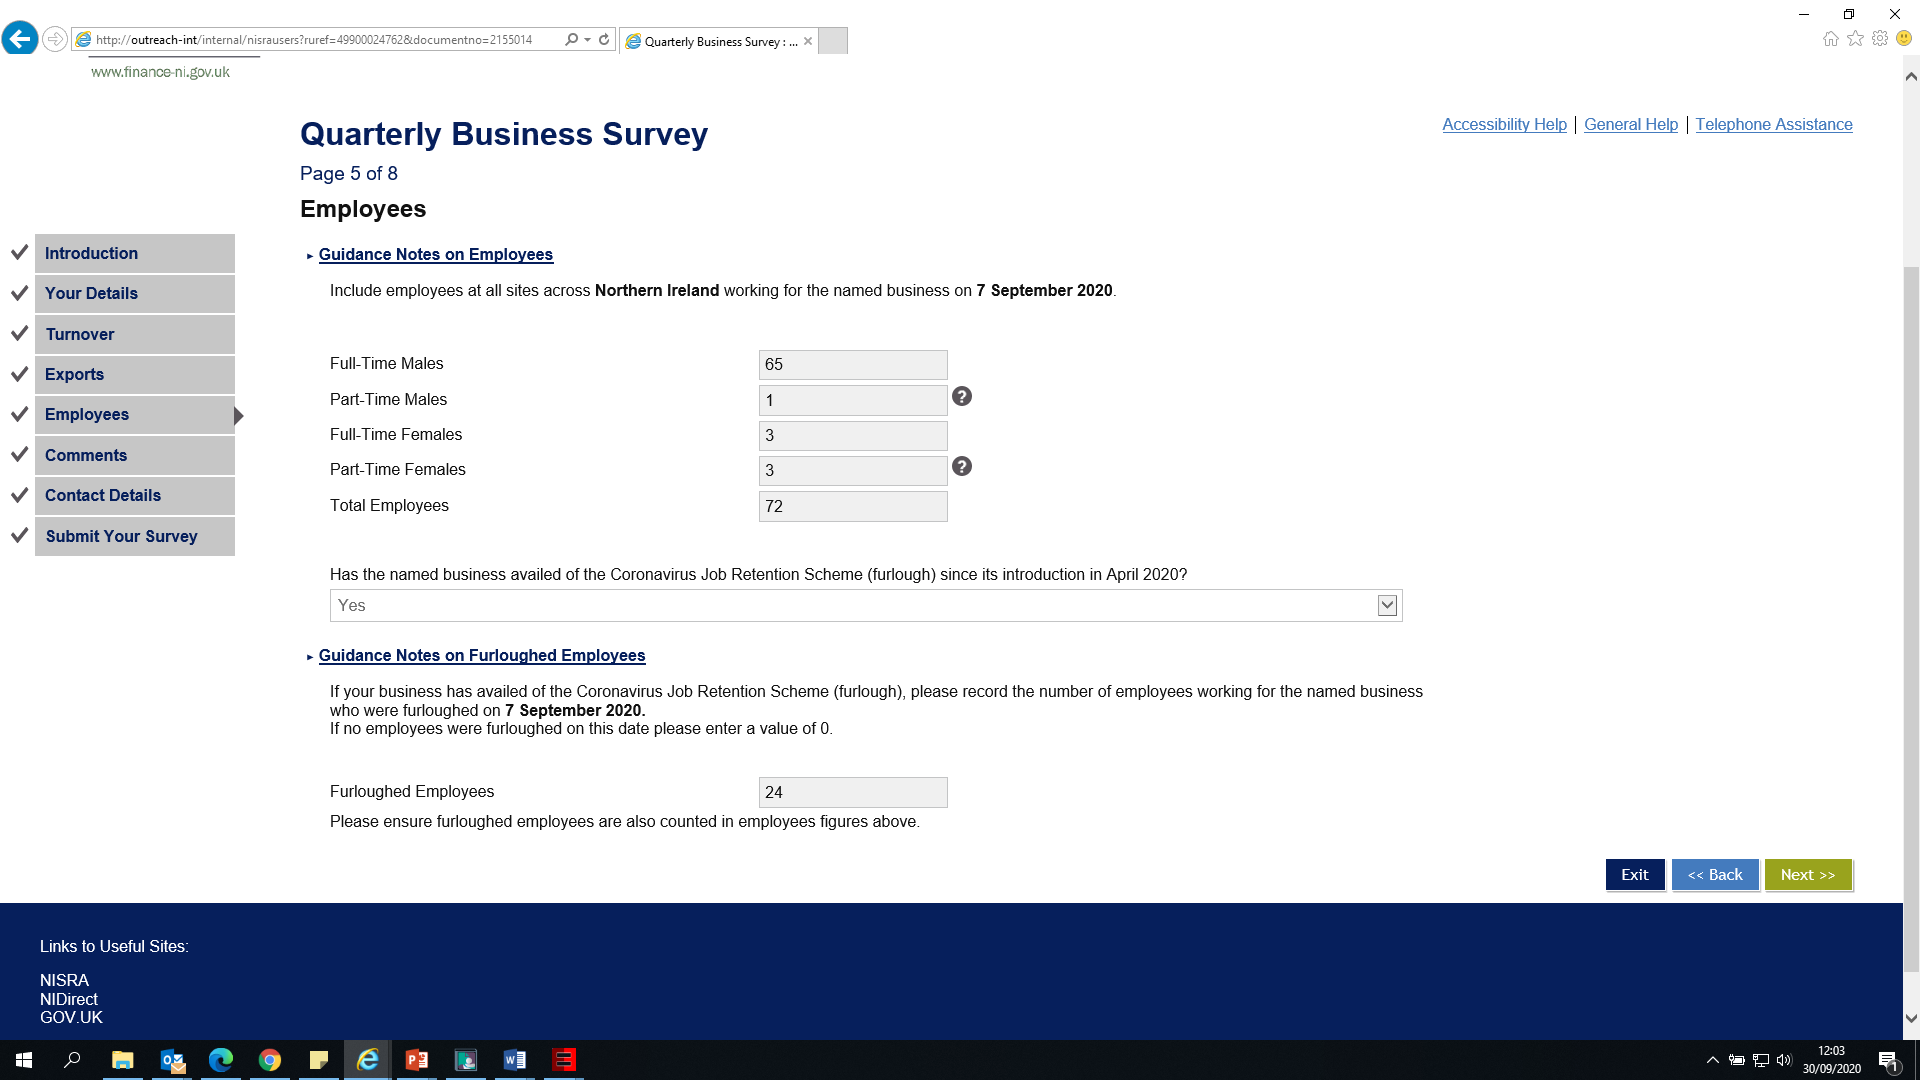 http://outreach-int/internal/nisrausers?ruref=49900024762&documentno=2155014
Quarterly Business Survey : ...
www.finance-ni.gov.uk
Accessibility Help | General Help | Telephone Assistance
Quarterly Business Survey
Page 5 of 8
Employees
Introduction
Your Details
Turnover
Exports
Employees
Comments
Contact Details
Submit Your Survey
Guidance Notes on Employees
Include employees at all sites across Northern Ireland working for the named business on 7 September 2020.
Full-Time Males 65
Part-Time Males 1 ?
Full-Time Females 3
Part-Time Females 3 ?
Total Employees 72
Has the named business availed of the Coronavirus Job Retention Scheme (furlough) since its introduction in April 2020?
Yes
Guidance Notes on Furloughed Employees
If your business has availed of the Coronavirus Job Retention Scheme (furlough), please record the number of employees working for the named business
who were furloughed on 7 September 2020.
If no employees were furloughed on this date please enter a value of 0.
Furloughed Employees 24
Please ensure furloughed employees are also counted in employees figures above.
Exit << Back Next >>
Links to Useful Sites:
NISRA
NIDirect
GOV.UK
12:03
30/09/2020
1